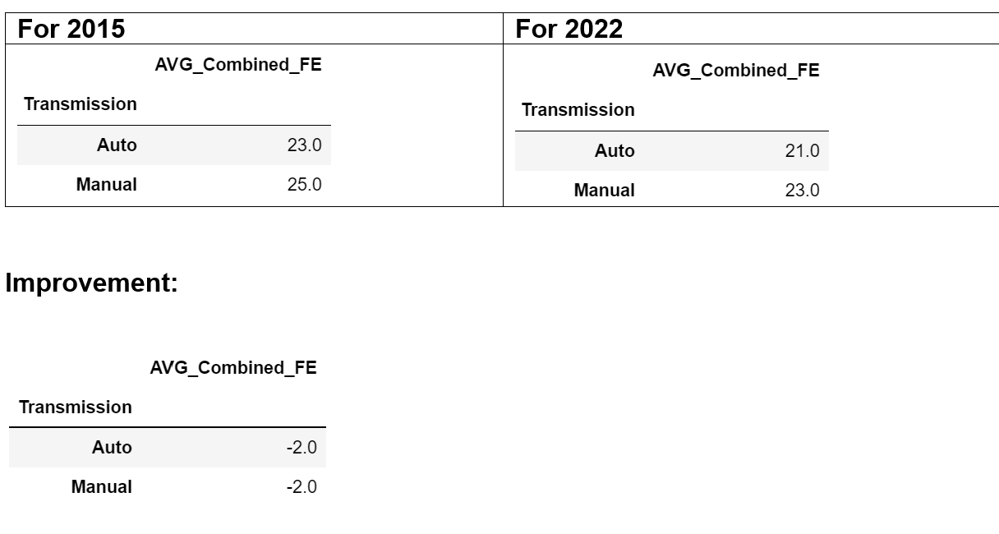 For 2015
AVG_Combined_FE
Transmission
Auto 23.0
Manual 25.0
For 2022
AVG_Combined_FE
Transmission
Auto 21.0
Manual 23.0
Improvement:
AVG_Combined_FE
Transmission
Auto -2.0
Manual -2.0